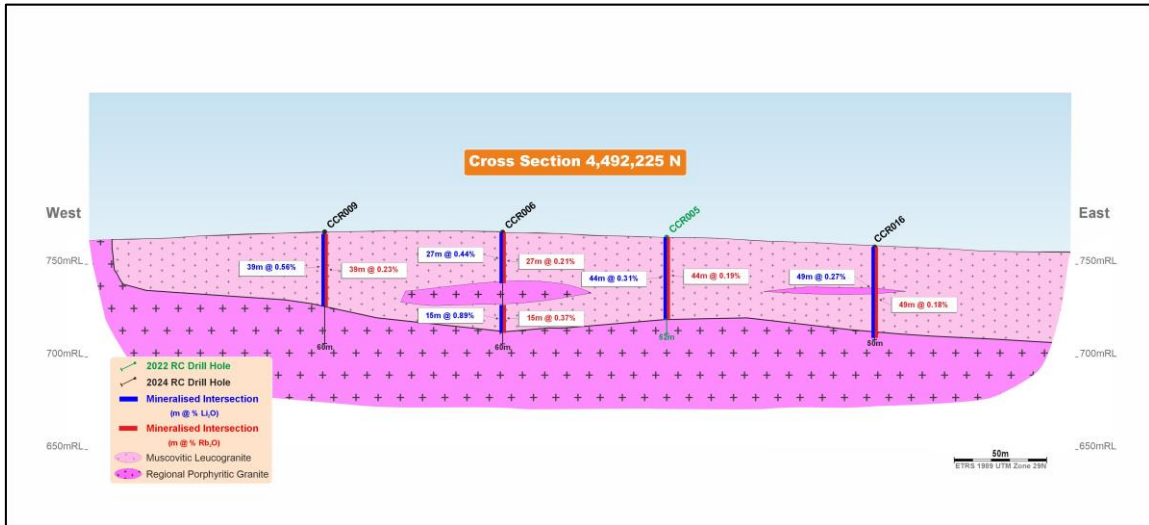 Cross Section 4,492,225 N
West
East
CCR009
CCR006
CCR005
CCR016
750mRL
700mRL
650mRL
750mRL
700mRL
650mRL
39m @ 0.56%
39m @ 0.23%
27m @ 0.44%
27m @ 0.21%
15m @ 0.89%
15m @ 0.37%
44m @ 0.31%
44m @ 0.19%
49m @ 0.27%
49m @ 0.18%
60m
60m
52m
50m
2022 RC Drill Hole
2024 RC Drill Hole
Mineralised Intersection
(m @ % Li₂O)
Mineralised Intersection
(m @ % Rb₂O)
Muscovitic Leucogranite
Regional Porphyritic Granite
50m
ETRS 1989 UTM Zone 29N